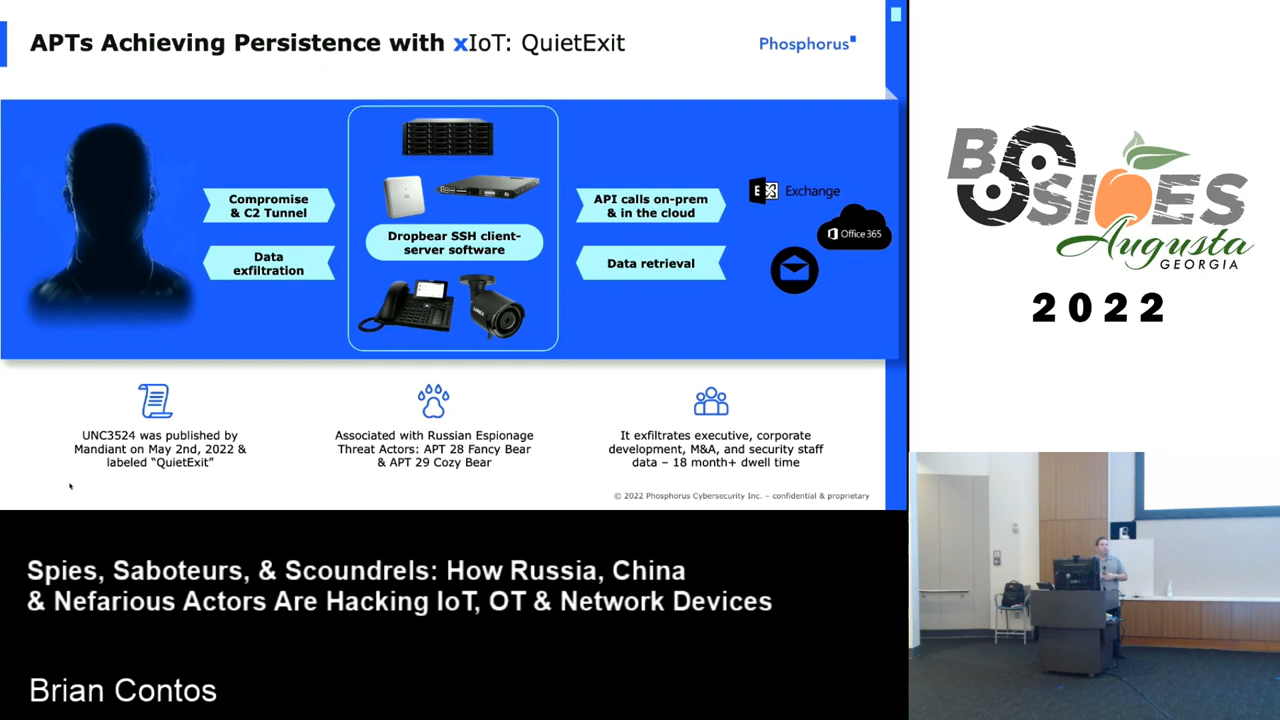 APTs Achieving Persistence with xIoT: QuietExit
Phosphorus
Compromise
& C2 Tunnel
Data
exfiltration
Dropbear SSH client-
server software
API calls on-prem
& in the cloud
Data retrieval
Exchange
Office 365
UNC3524 was published by
Mandiant on May 2nd, 2022 &
labeled “QuietExit”
Associated with Russian Espionage
Threat Actors: APT 28 Fancy Bear
& APT 29 Cozy Bear
It exfiltrates executive, corporate
development, M&A, and security staff
data – 18 month+ dwell time
© 2022 Phosphorus Cybersecurity Inc. – confidential & proprietary
BSIDES
Augusta
GEORGIA
2022
Spies, Saboteurs, & Scoundrels: How Russia, China
& Nefarious Actors Are Hacking IoT, OT & Network Devices
Brian Contos